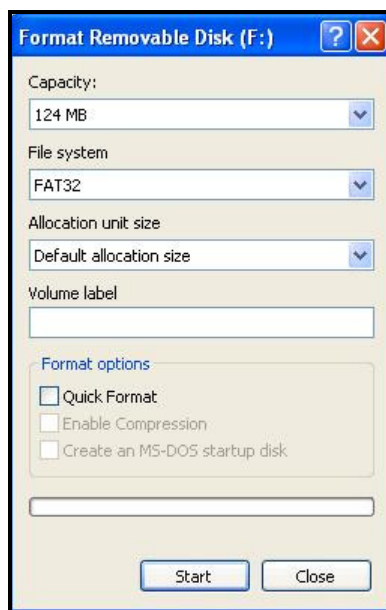 Format Removable Disk (F:)
Capacity:
124 MB
File system
FAT32
Allocation unit size
Default allocation size
Volume label
Format options
Quick Format
Enable Compression
Create an MS-DOS startup disk
Start Close